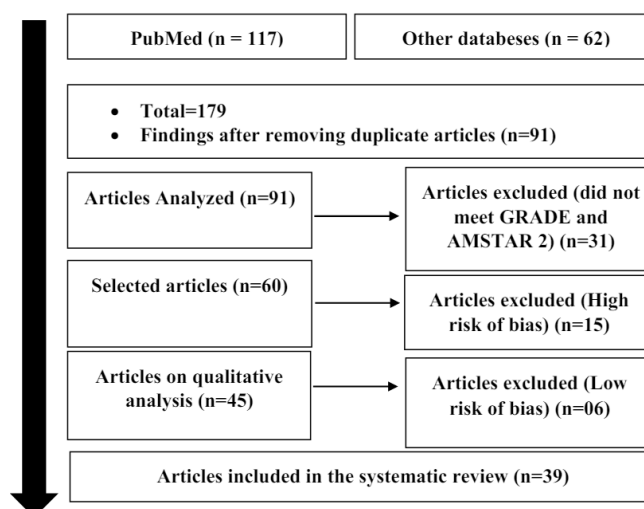 PubMed (n = 117)
Other databeses (n = 62)
• Total=179
• Findings after removing duplicate articles (n=91)
Articles Analyzed (n=91)
Articles excluded (did not
meet GRADE and
AMSTAR 2) (n=31)
Selected articles (n=60)
Articles excluded (High
risk of bias) (n=15)
Articles on qualitative
analysis (n=45)
Articles excluded (Low
risk of bias) (n=06)
Articles included in the systematic review (n=39)